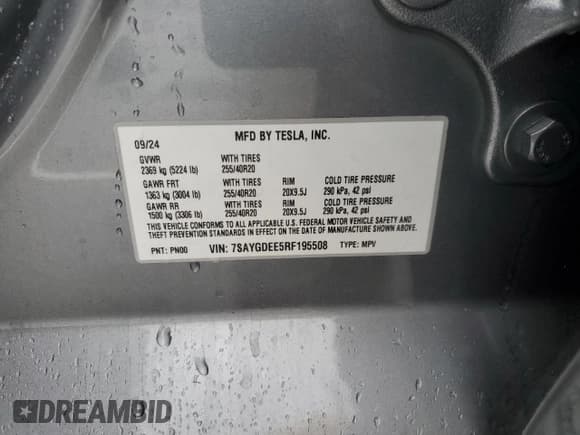 09/24 MFD BY TESLA, INC.
GVWR WITH TIRES
2369 kg (5224 lb) 255/40R20
GAWR FRT WITH TIRES RIM COLD TIRE PRESSURE
1363 kg (3004 lb) 255/40R20 20X9.5J 290 kPa, 42 psi
GAWR RR WITH TIRES RIM COLD TIRE PRESSURE
1500 kg (3306 lb) 255/40R20 20X9.5J 290 kPa, 42 psi
THIS VEHICLE CONFORMS TO ALL APPLICABLE U.S. FEDERAL MOTOR VEHICLE SAFETY AND
THEFT PREVENTION STANDARDS IN EFFECT ON THE DATE OF MANUFACTURE SHOWN ABOVE.
PNT: PN00 VIN: 7SAYGDEE5RF195508 TYPE: MPV
DREAMBID